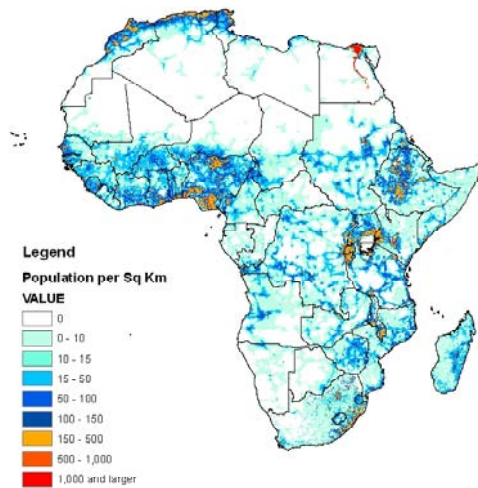 Legend
Population per Sq Km
VALUE
0
0 - 10
10 - 15
15 - 50
50 - 100
100 - 150
150 - 500
500 - 1,000
1,000 and larger